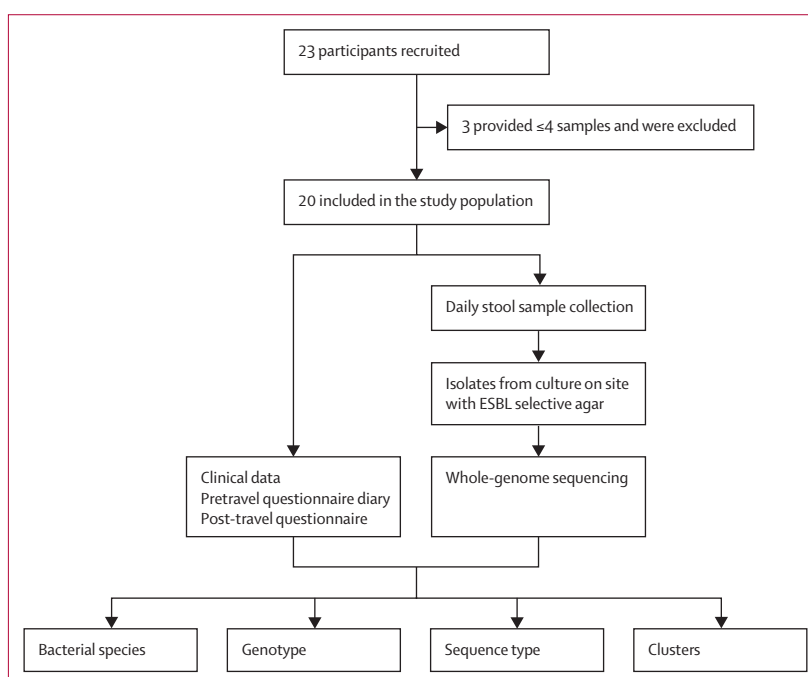 23 participants recruited
3 provided ≤4 samples and were excluded
20 included in the study population
Daily stool sample collection
Isolates from culture on site
with ESBL selective agar
Clinical data
Pretravel questionnaire diary
Post-travel questionnaire
Whole-genome sequencing
Bacterial species
Genotype
Sequence type
Clusters